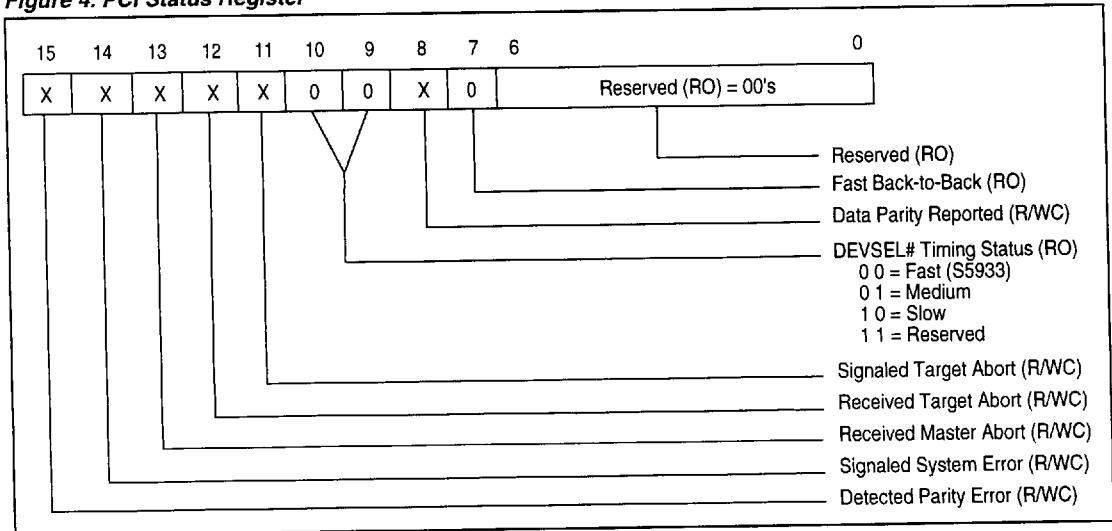 Figure 4. PCI Status Register
15 14 13 12 11 10 9 8 7 6 0
X X X X X 0 0 X 0 Reserved (RO) = 00's
Reserved (RO)
Fast Back-to-Back (RO)
Data Parity Reported (R/WC)
DEVSEL# Timing Status (RO)
0 0 = Fast (S5933)
0 1 = Medium
1 0 = Slow
1 1 = Reserved
Signaled Target Abort (R/WC)
Received Target Abort (R/WC)
Received Master Abort (R/WC)
Signaled System Error (R/WC)
Detected Parity Error (R/WC)